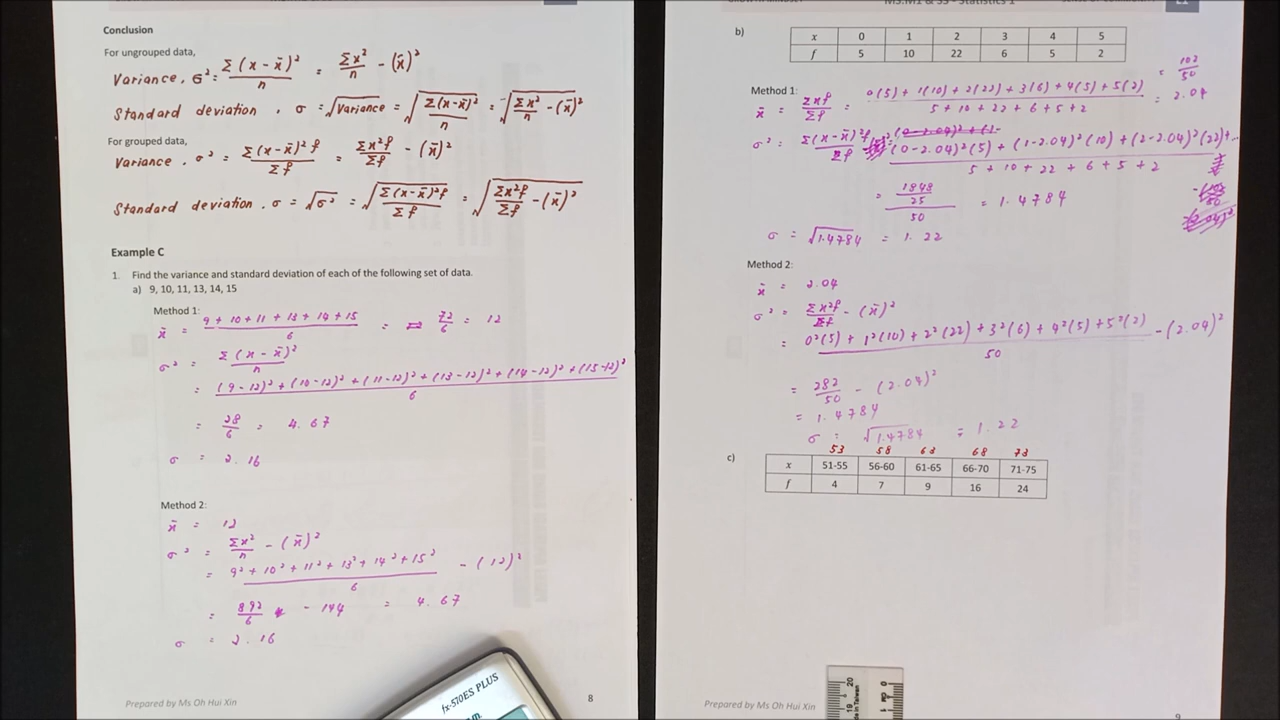 Conclusion
For ungrouped data,
Variance, σ² = Σ(x - x̄)² / n = Σx² / n - (x̄)²
Standard deviation, σ = √Variance = √(Σ(x - x̄)² / n) = √(Σx² / n - (x̄)²)
For grouped data,
Variance, σ² = Σ(x - x̄)² f / Σf = Σx²f / Σf - (x̄)²
Standard deviation, σ = √σ² = √(Σ(x - x̄)² f / Σf) = √(Σx²f / Σf - (x̄)²)
Example C
1. Find the variance and standard deviation of each of the following set of data.
a) 9, 10, 11, 13, 14, 15
Method 1:
x̄ = 9 + 10 + 11 + 13 + 14 + 15 / 6 = 72 / 6 = 12
σ² = Σ(x - x̄)² / n
= (9 - 12)² + (10 - 12)² + (11 - 12)² + (13 - 12)² + (14 - 12)² + (15 - 12)² / 6
= 28 / 6 = 4.67
σ = 2.16
Method 2:
x̄ = 12
σ² = Σx² / n - (x̄)²
= 9² + 10² + 11² + 13² + 14² + 15² / 6 - (12)²
= 892 / 6 - 144 = 4.67
σ = 2.16
fx-570ES PLUS
Prepared by Ms Oh Hui Xin 8
MS.M1 & S3 - Statistics 1
b)
x 0 1 2 3 4 5
f 5 10 22 6 5 2
Method 1:
x̄ = Σxf / Σf = 0(5) + 1(10) + 2(22) + 3(6) + 4(5) + 5(2) / 5 + 10 + 22 + 6 + 5 + 2 = 102 / 50 = 2.04
σ² = Σ(x - x̄)² f / Σf = (0 - 2.04)² (5) + (1 - 2.04)² (10) + (2 - 2.04)² (22) + ... / 5 + 10 + 22 + 6 + 5 + 2
= 1848 / 25 / 50 = 1.4784
σ = √1.4784 = 1.22
Method 2:
x̄ = 2.04
σ² = Σx²f / Σf - (x̄)²
= 0²(5) + 1²(10) + 2²(22) + 3²(6) + 4²(5) + 5²(2) / 50 - (2.04)²
= 282 / 50 - (2.04)²
= 1.4784
σ = √1.4784 = 1.22
c)
53 58 63 68 73
x 51-55 56-60 61-65 66-70 71-75
f 4 7 9 16 24
Prepared by Ms Oh Hui Xin